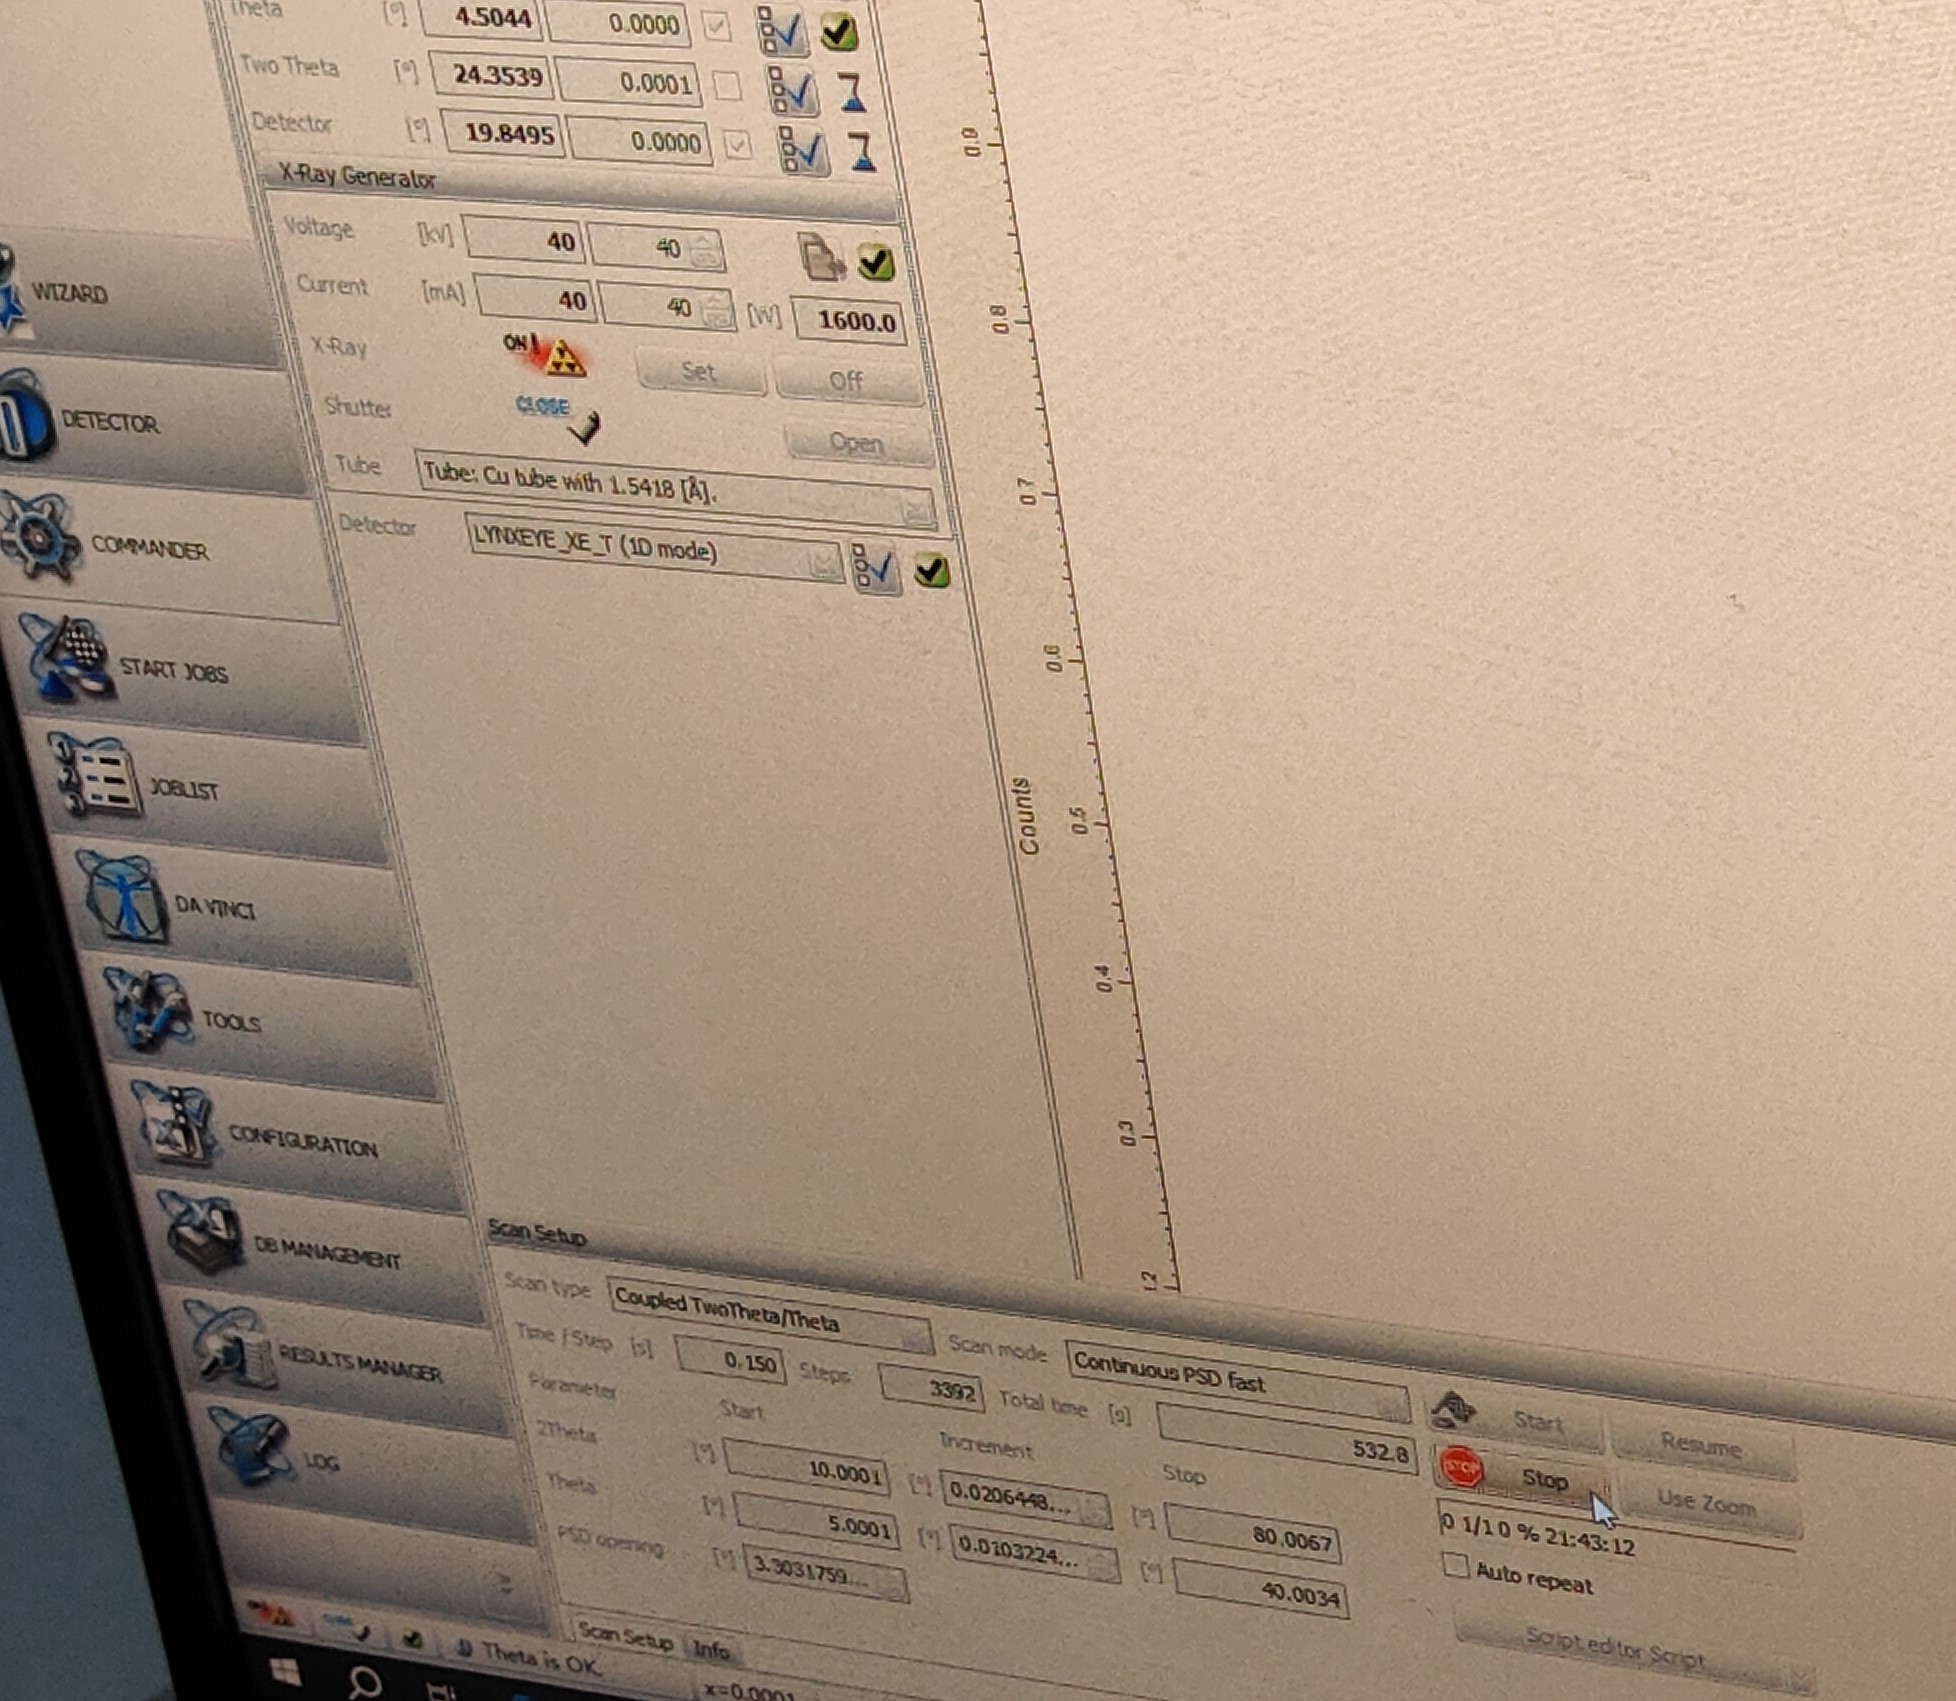 Theta [°] 4.5044 0.0000
Two Theta [°] 24.3539 0.0001
Detector [°] 19.8495 0.0000
X-Ray Generator
Voltage [kV] 40 40
Current [mA] 40 40 [W] 1600.0
X-Ray ON! Set Off
Shutter CLOSE Open
Tube Tube: Cu tube with 1.5418 [Å].
Detector LYNXEYE_XE_T (1D mode)
WIZARD
DETECTOR
COMMANDER
START JOBS
JOBLIST
DA VINCI
TOOLS
CONFIGURATION
DB MANAGEMENT
RESULTS MANAGER
LOG
0.9
0.8
0.7
0.6
0.5
0.4
0.3
Counts
Scan Setup
Scan type Coupled TwoTheta/Theta Scan mode Continuous PSD fast
Time / Step [s] 0.150 Steps 3392 Total time [s] 532.8
Start Resume
Parameter Start Increment Stop
STOP Stop Use Zoom
2Theta [°] 10.0001 [°] 0.0206448... [°] 80.0067
Theta [°] 5.0001 [°] 0.0103224... [°] 40.0034
PSD opening [°] 3.3031759...
0 1/1 0 % 21:43:12
Auto repeat
Script editor Script
Scan Setup Info
Theta is OK.
x=0.0001